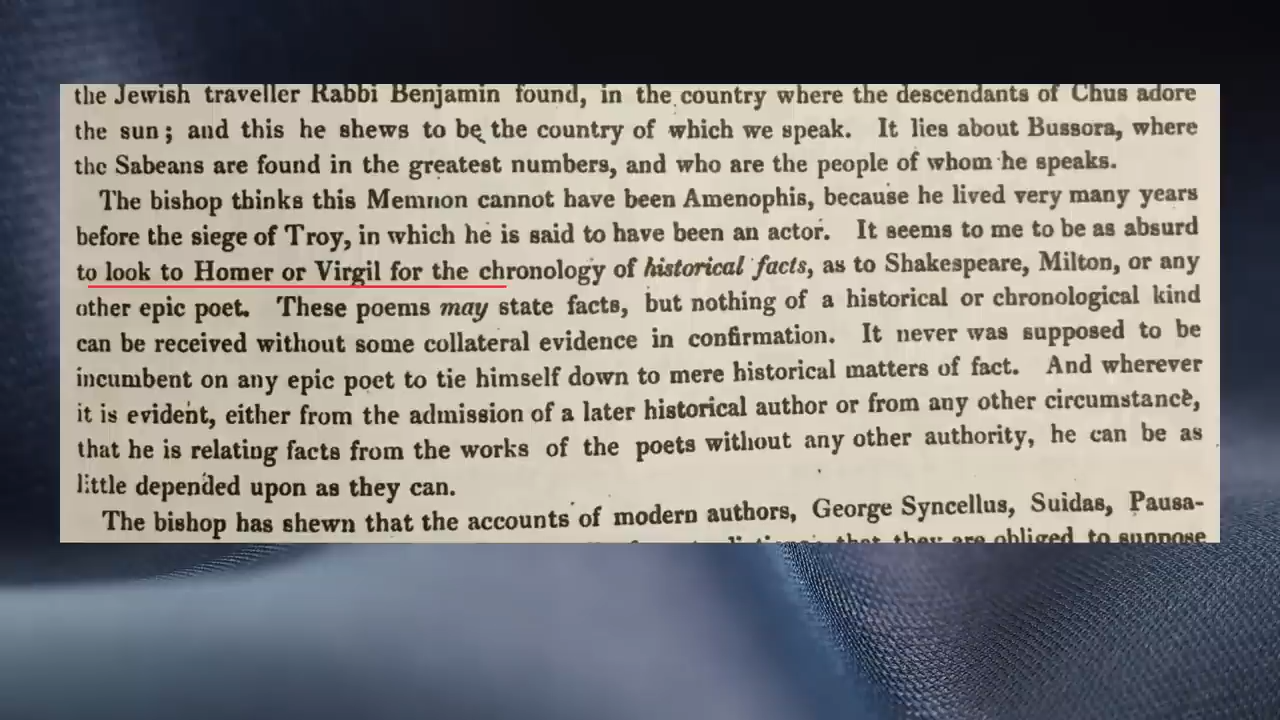 the Jewish traveller Rabbi Benjamin found, in the country where the descendants of Chus adore
the sun; and this he shews to be the country of which we speak. It lies about Bussora, where
the Sabeans are found in the greatest numbers, and who are the people of whom he speaks.
The bishop thinks this Memnon cannot have been Amenophis, because he lived very many years
before the siege of Troy, in which he is said to have been an actor. It seems to me to be as absurd
to look to Homer or Virgil for the chronology of historical facts, as to Shakespeare, Milton, or any
other epic poet. These poems may state facts, but nothing of a historical or chronological kind
can be received without some collateral evidence in confirmation. It never was supposed to be
incumbent on any epic poet to tie himself down to mere historical matters of fact. And wherever
it is evident, either from the admission of a later historical author or from any other circumstance,
that he is relating facts from the works of the poets without any other authority, he can be as
little depended upon as they can.
The bishop has shewn that the accounts of modern authors, George Syncellus, Suidas, Pausa-
that they are obliged to suppose